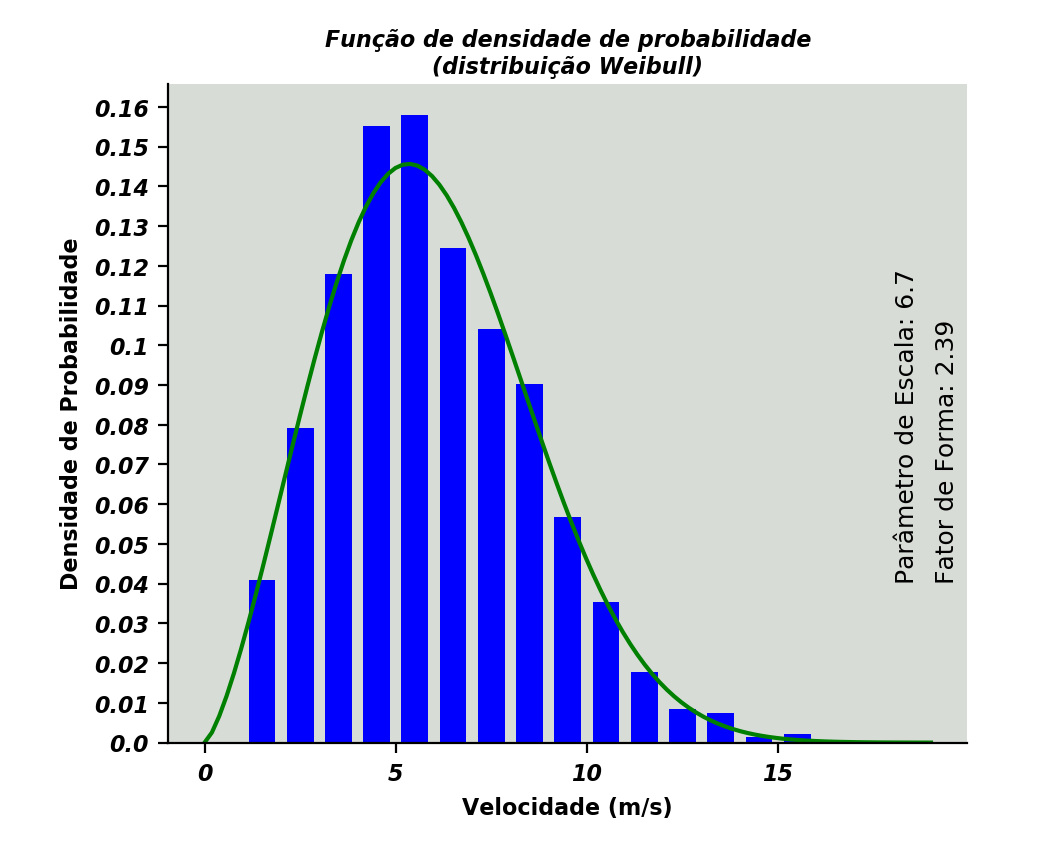 Função de densidade de probabilidade
(distribuição Weibull)
0.16
0.15
0.14
0.13
0.12
0.11
0.1
0.09
0.08
0.07
0.06
0.05
0.04
0.03
0.02
0.01
0.0
Densidade de Probabilidade
0 5 10 15
Velocidade (m/s)
Parâmetro de Escala: 6.7
Fator de Forma: 2.39